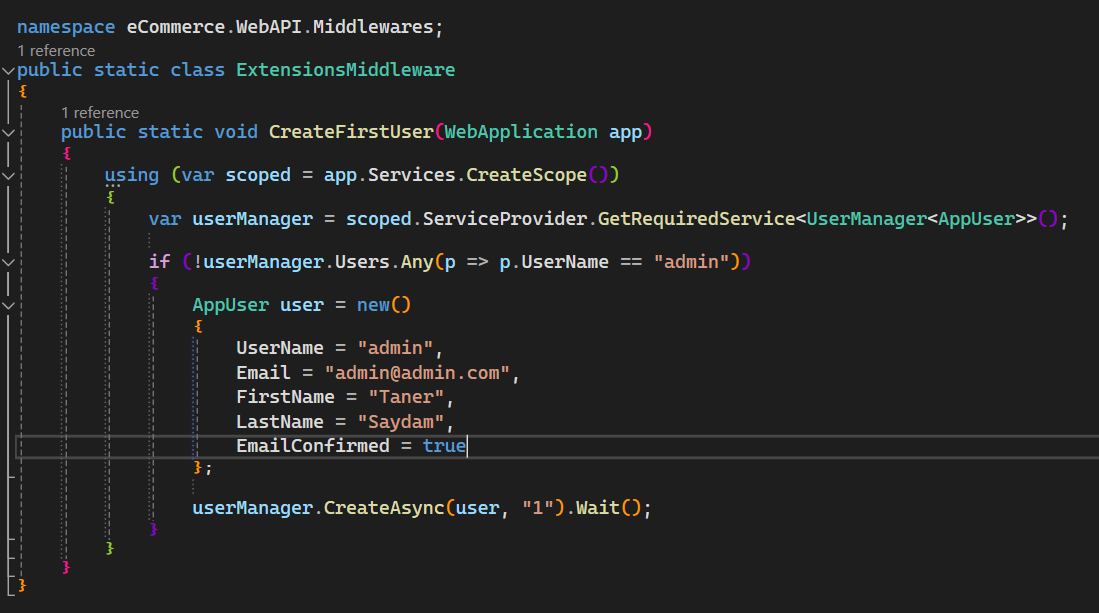 namespace eCommerce.WebAPI.Middlewares;
1 reference
public static class ExtensionsMiddleware
{
1 reference
public static void CreateFirstUser(WebApplication app)
{
using (var scoped = app.Services.CreateScope())
{
var userManager = scoped.ServiceProvider.GetRequiredService<UserManager<AppUser>>();
if (!userManager.Users.Any(p => p.UserName == "admin"))
{
AppUser user = new()
{
UserName = "admin",
Email = "admin@admin.com",
FirstName = "Taner",
LastName = "Saydam",
EmailConfirmed = true
};
userManager.CreateAsync(user, "1").Wait();
}
}
}
}